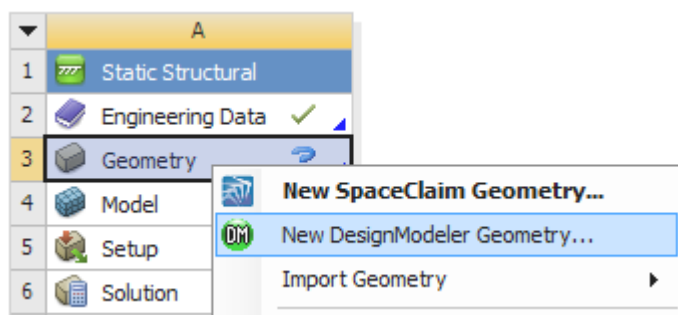 A
1 Static Structural
2 Engineering Data
3 Geometry
New SpaceClaim Geometry...
4 Model
DM New DesignModeler Geometry...
5 Setup
Import Geometry
6 Solution